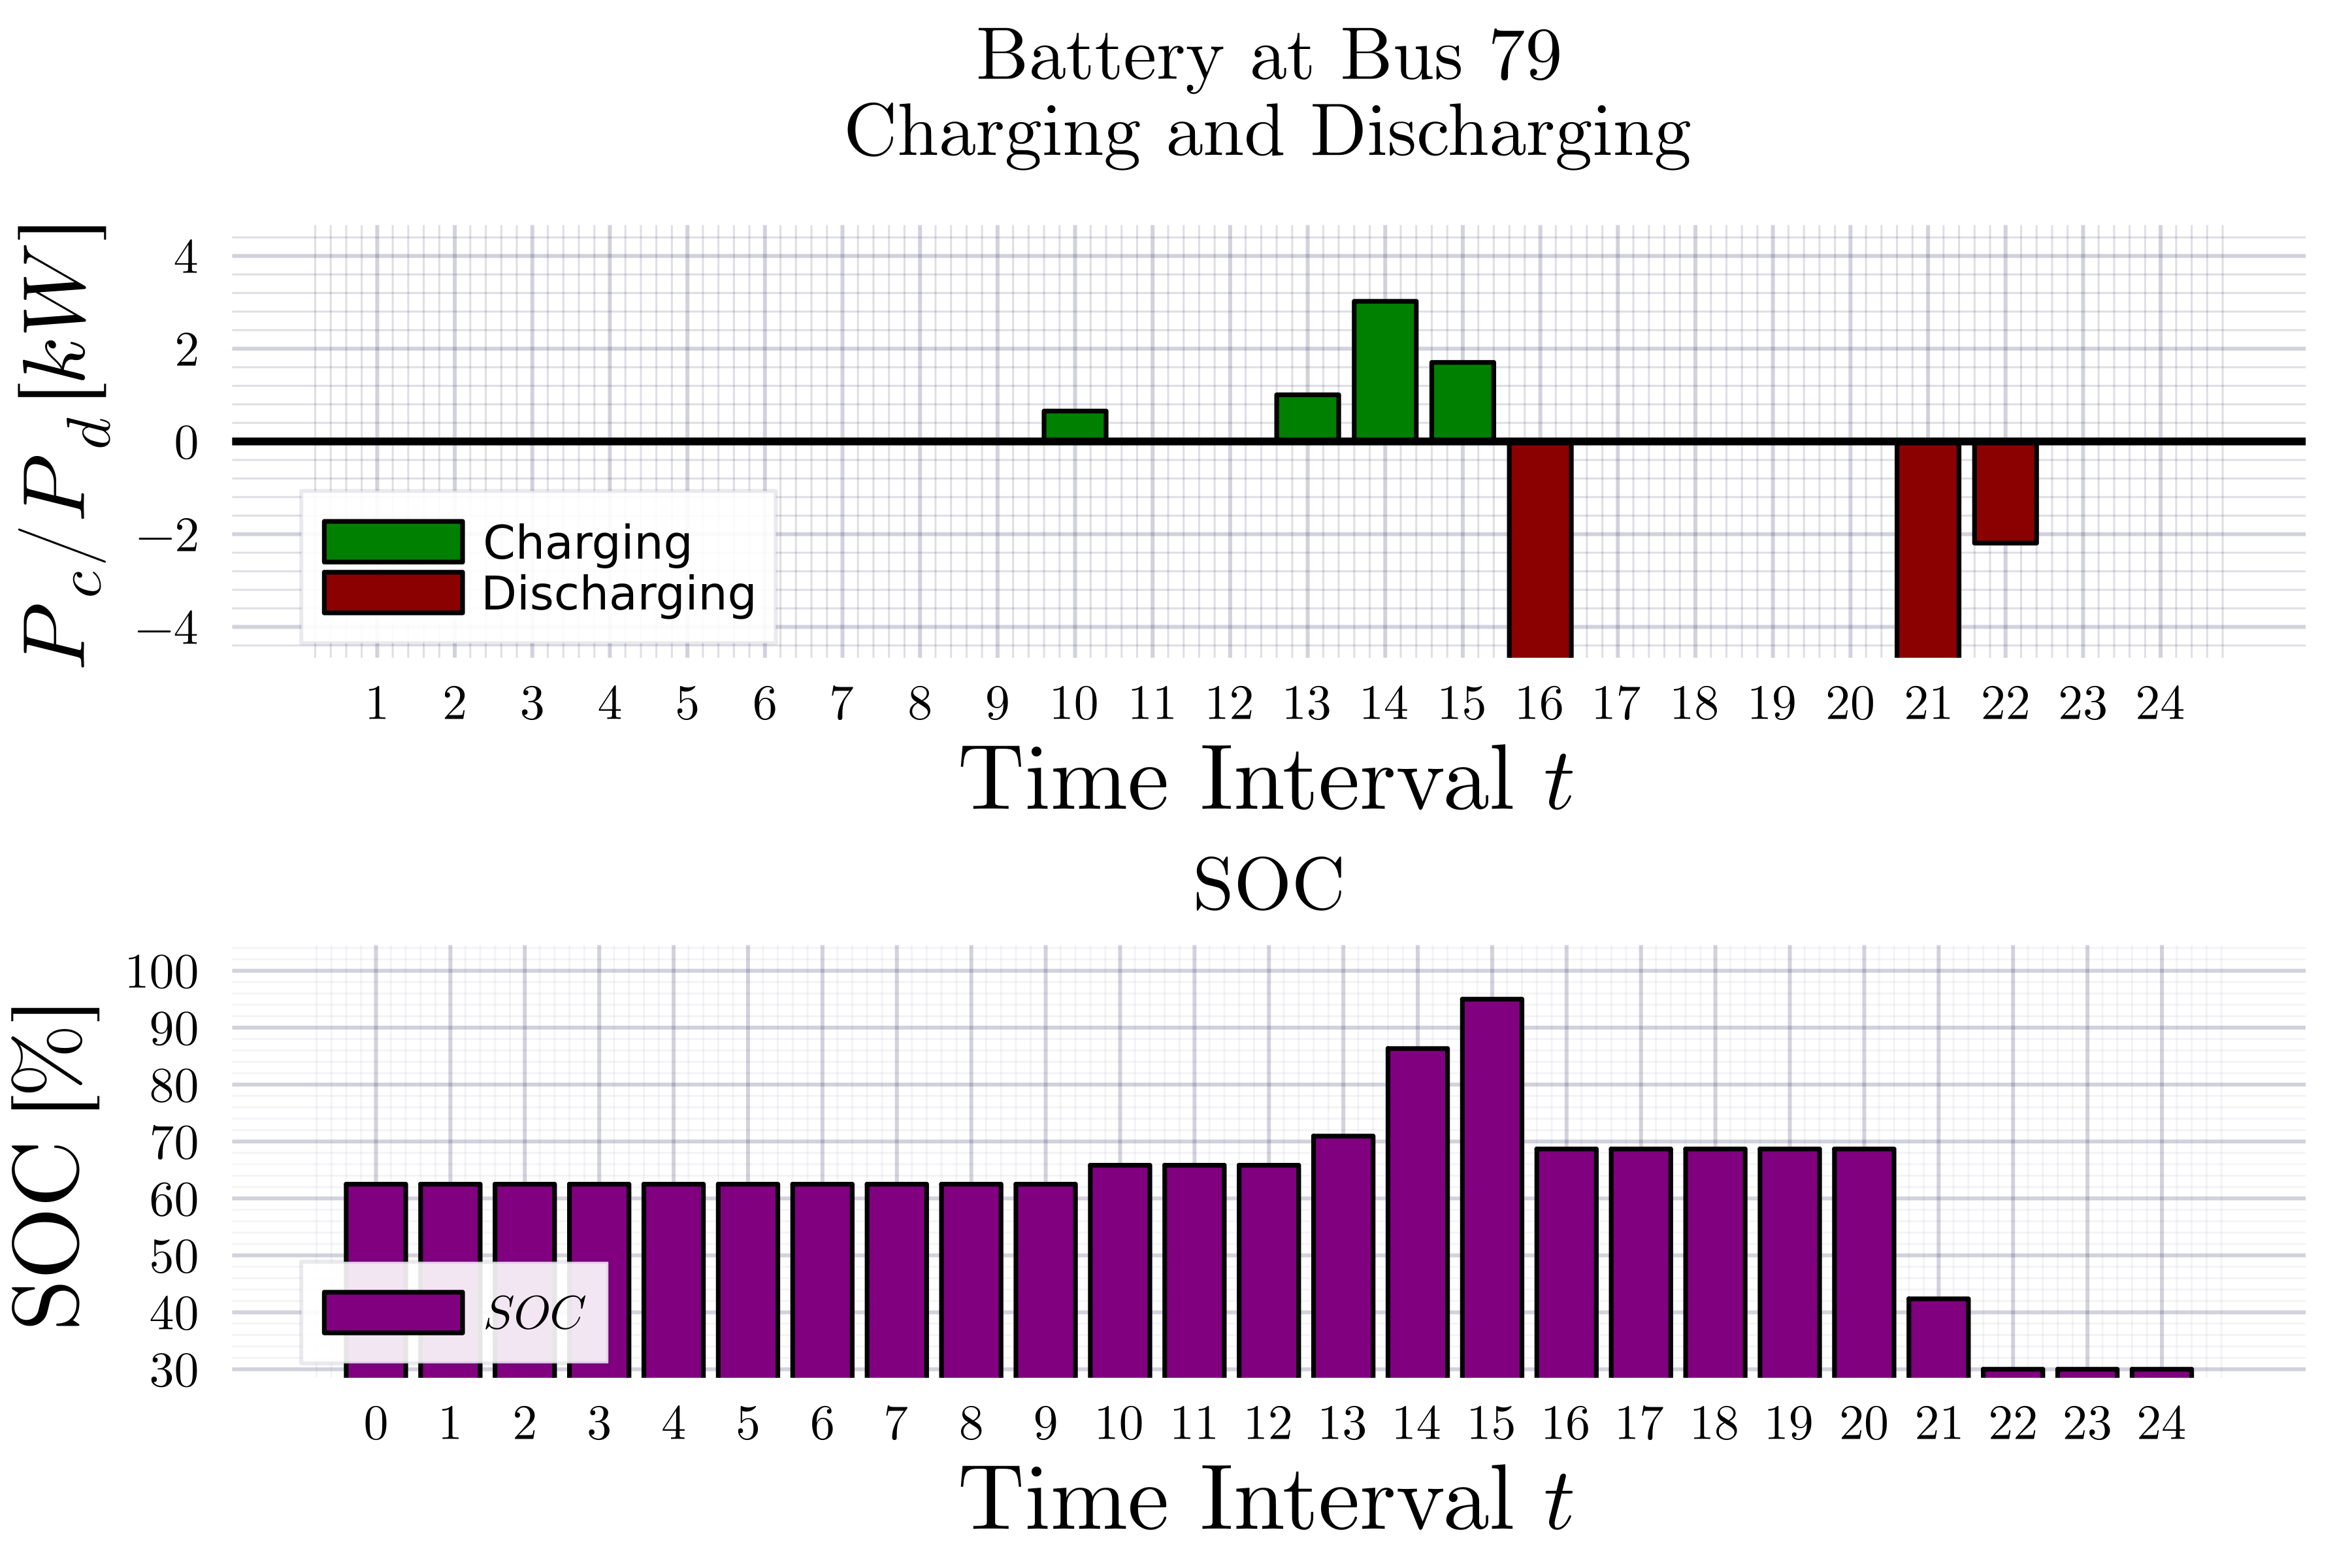 Battery at Bus 79
Charging and Discharging
P_c/P_d [kW]
4
2
0
−2
−4
Charging
Discharging
1 2 3 4 5 6 7 8 9 10 11 12 13 14 15 16 17 18 19 20 21 22 23 24
Time Interval t
SOC
SOC [%]
100
90
80
70
60
50
40
30
SOC
0 1 2 3 4 5 6 7 8 9 10 11 12 13 14 15 16 17 18 19 20 21 22 23 24
Time Interval t